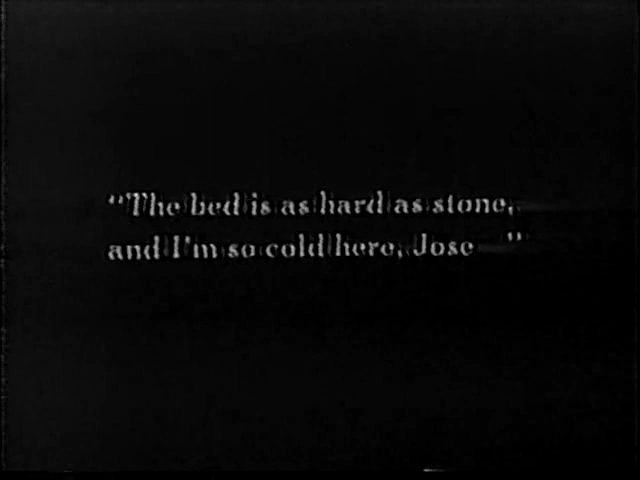 "The bed is as hard as stone,
and I'm so cold here, Jose — "